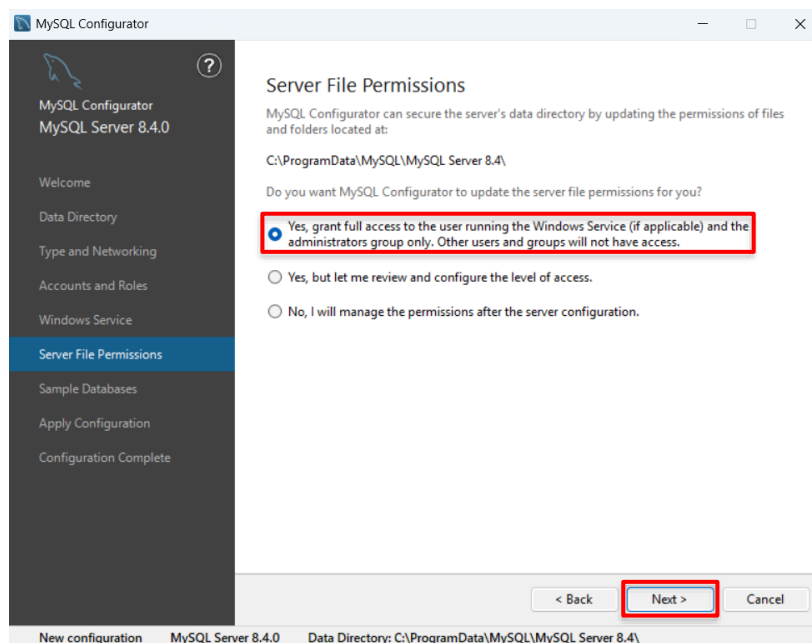 MySQL Configurator
?
MySQL Configurator
MySQL Server 8.4.0
Welcome
Data Directory
Type and Networking
Accounts and Roles
Windows Service
Server File Permissions
Sample Databases
Apply Configuration
Configuration Complete
Server File Permissions
MySQL Configurator can secure the server's data directory by updating the permissions of files
and folders located at:
C:\ProgramData\MySQL\MySQL Server 8.4\
Do you want MySQL Configurator to update the server file permissions for you?
Yes, grant full access to the user running the Windows Service (if applicable) and the
administrators group only. Other users and groups will not have access.
Yes, but let me review and configure the level of access.
No, I will manage the permissions after the server configuration.
< Back Next > Cancel
New configuration MySQL Server 8.4.0 Data Directory: C:\ProgramData\MySQL\MySQL Server 8.4\